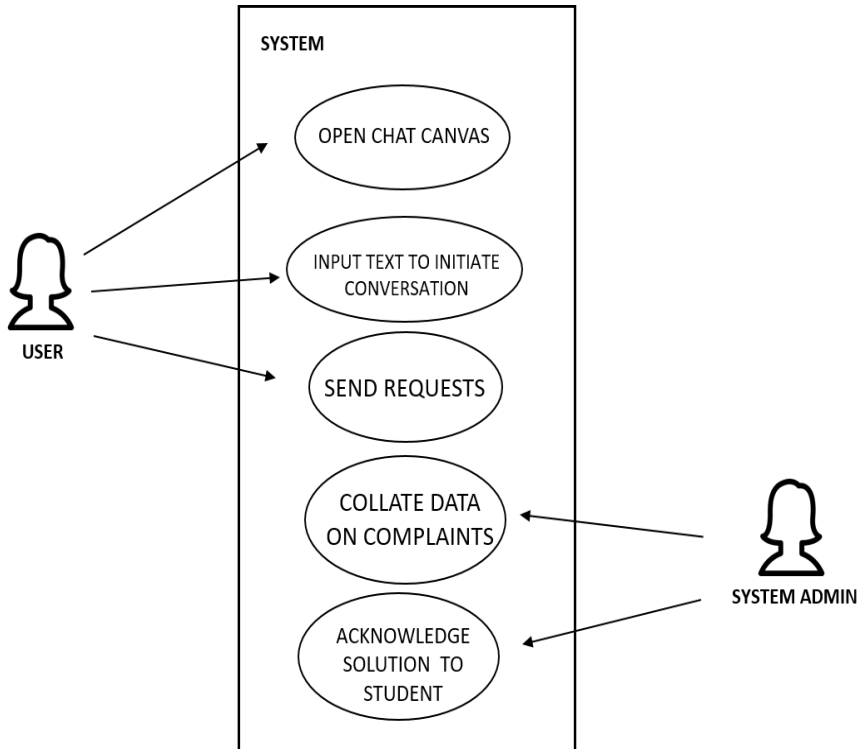 SYSTEM
OPEN CHAT CANVAS
INPUT TEXT TO INITIATE
CONVERSATION
USER
SEND REQUESTS
COLLATE DATA
ON COMPLAINTS
SYSTEM ADMIN
ACKNOWLEDGE
SOLUTION TO
STUDENT